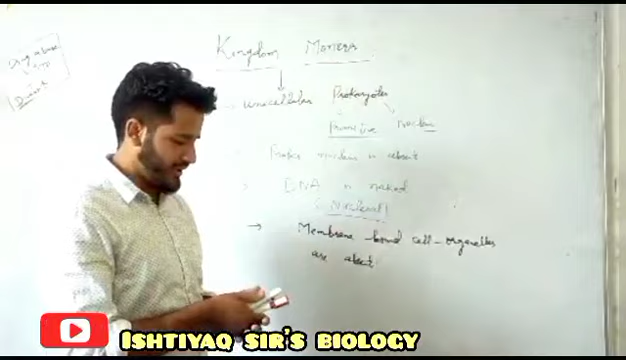 Kingdom Monera
Unicellular Prokaryotes
Primitive Nucleus
Proper nucleus is absent
DNA is naked
(Nucleoid)
→ Membrane bound cell-organelles
are absent
ISHTIYAQ SIR'S BIOLOGY